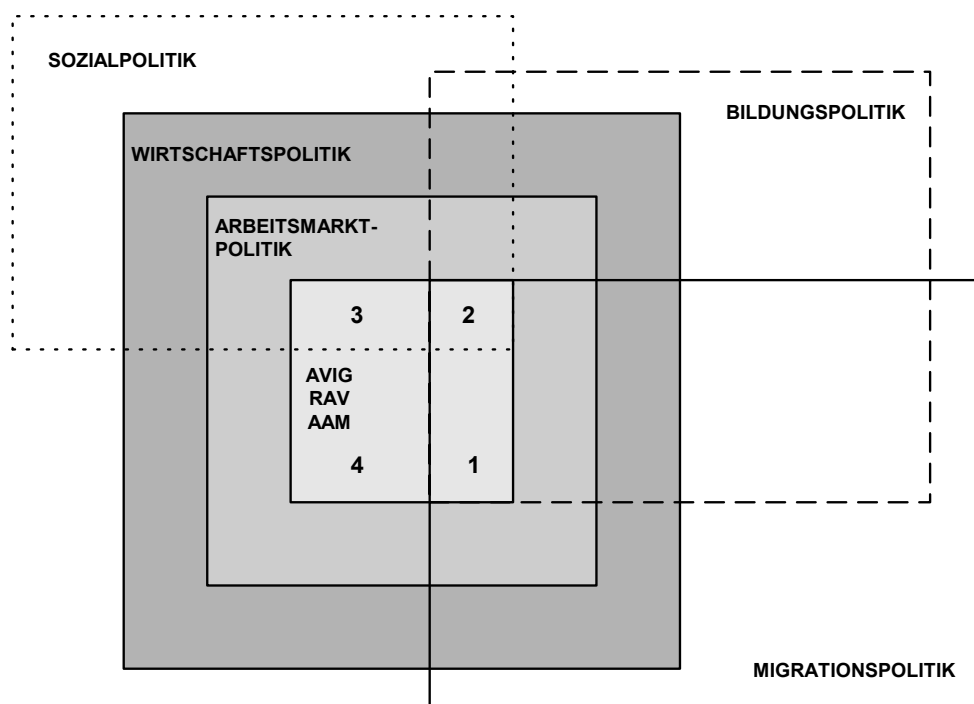 SOZIALPOLITIK
BILDUNGSPOLITIK
WIRTSCHAFTSPOLITIK
ARBEITSMARKT-
POLITIK
3 2
AVIG
RAV
AAM
4 1
MIGRATIONSPOLITIK